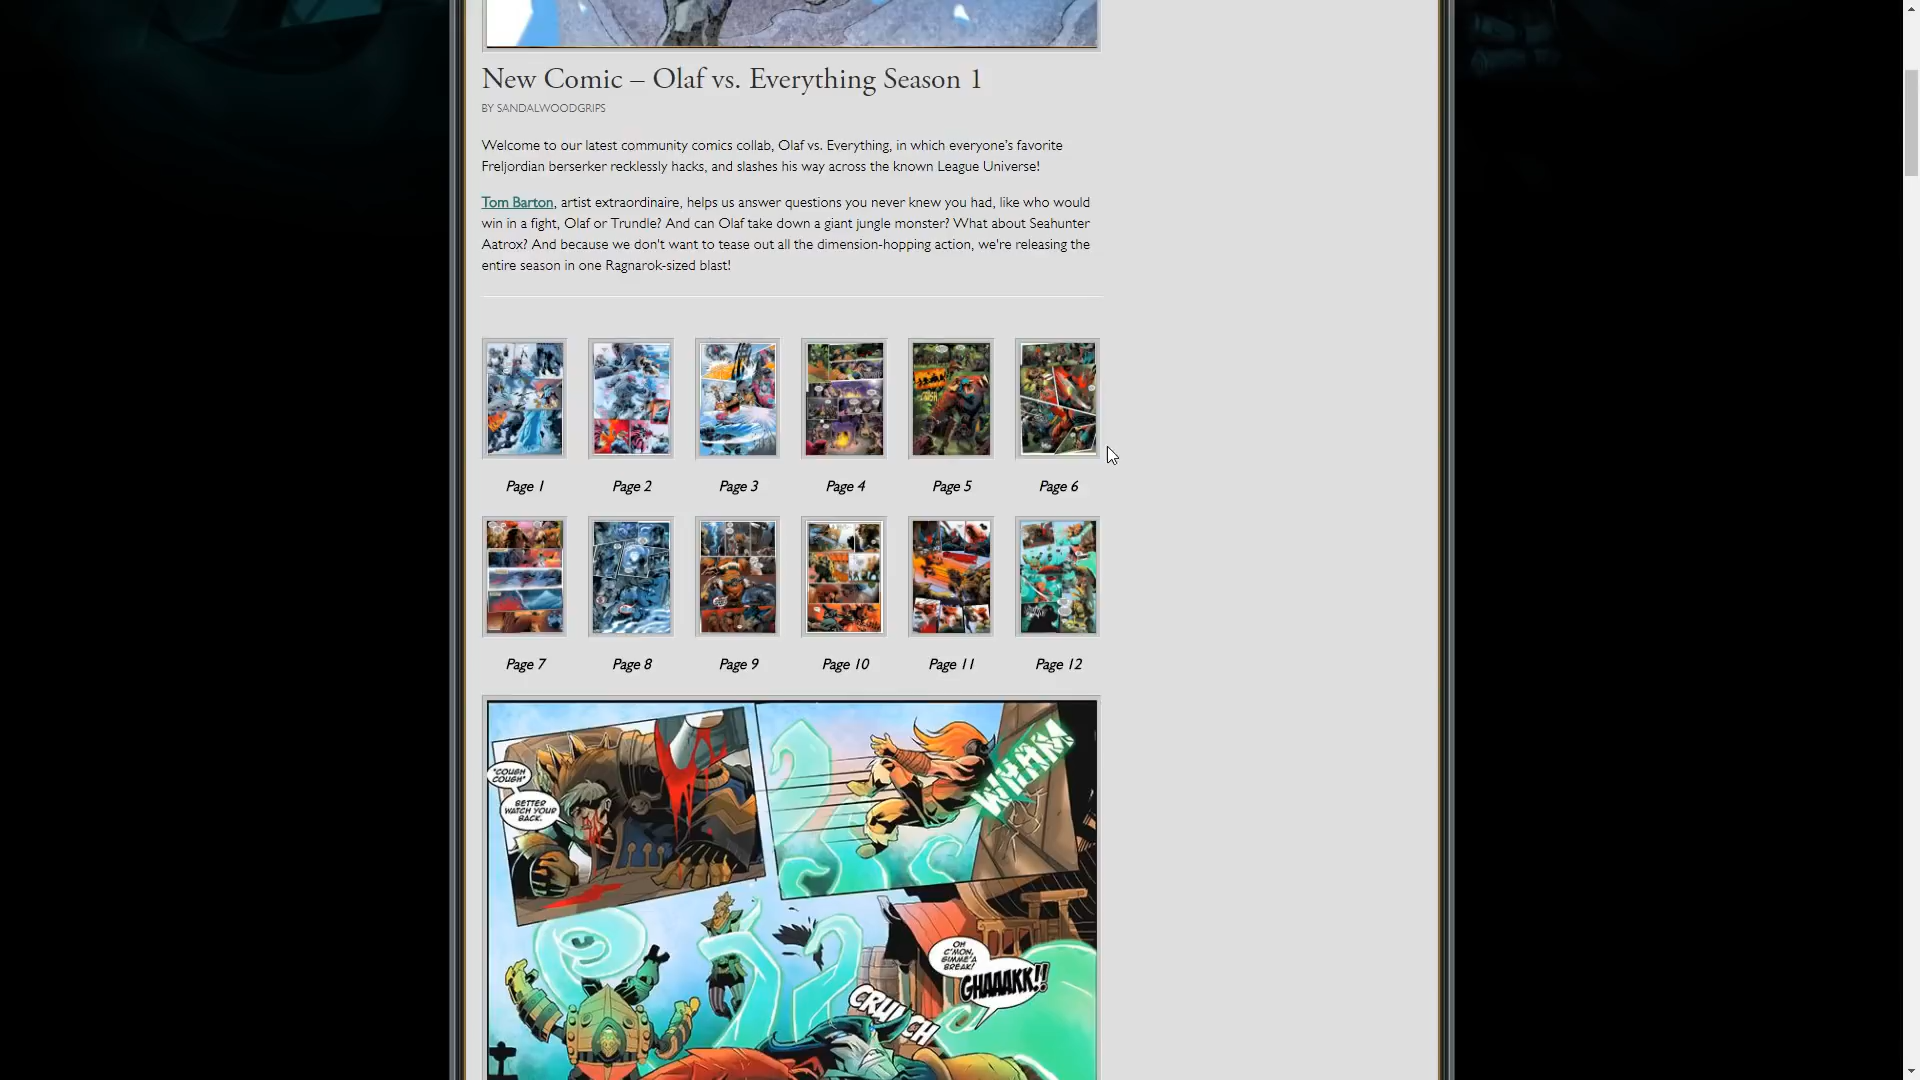 New Comic – Olaf vs. Everything Season 1
BY SANDALWOODGRIPS
Welcome to our latest community comics collab, Olaf vs. Everything, in which everyone's favorite
Freljordian berserker recklessly hacks, and slashes his way across the known League Universe!
Tom Barton, artist extraordinaire, helps us answer questions you never knew you had, like who would
win in a fight, Olaf or Trundle? And can Olaf take down a giant jungle monster? What about Seahunter
Aatrox? And because we don't want to tease out all the dimension-hopping action, we're releasing the
entire season in one Ragnarok-sized blast!
Page 1 Page 2 Page 3 Page 4 Page 5 Page 6
Page 7 Page 8 Page 9 Page 10 Page 11 Page 12
"COUGH
COUGH"
BETTER
WATCH YOUR
BACK.
WHAM
OH
C'MON,
GIMME A
BREAK!
GHAAAKK!!
CRUNCH